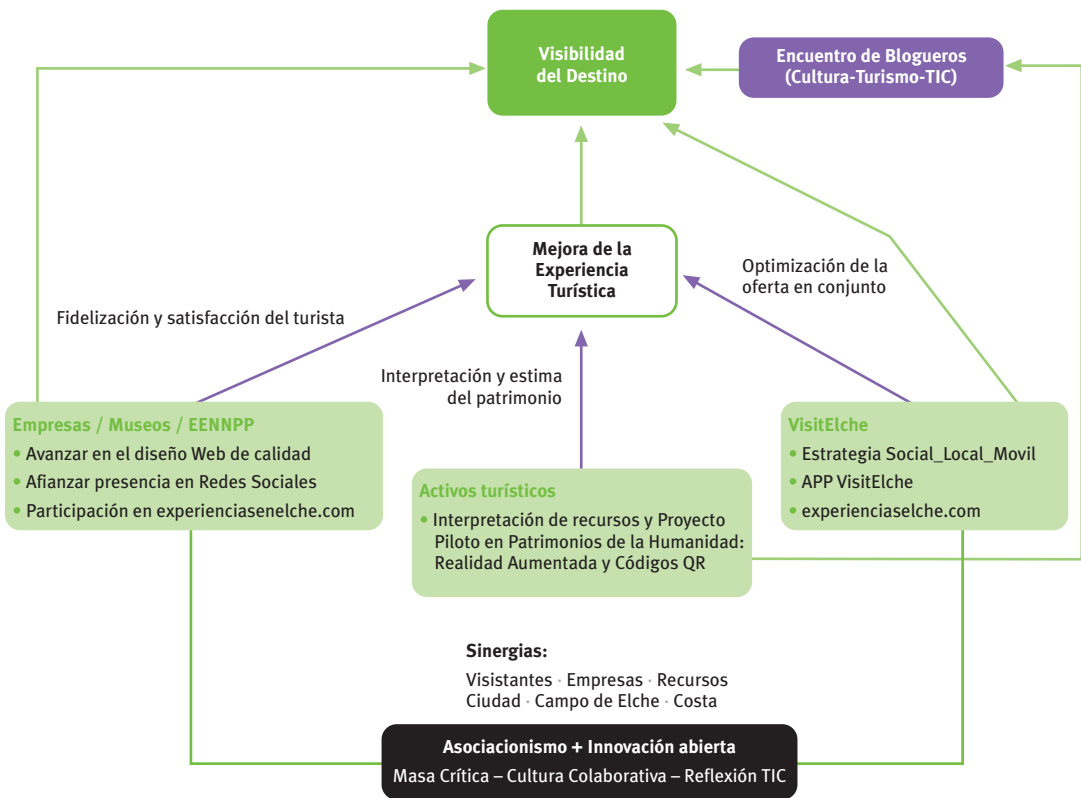 Visibilidad
del Destino
Encuentro de Blogueros
(Cultura-Turismo-TIC)
Mejora de la
Experiencia
Turística
Optimización de la
oferta en conjunto
Fidelización y satisfacción del turista
Interpretación y estima
del patrimonio
Empresas / Museos / EENNPP
• Avanzar en el diseño Web de calidad
• Afianzar presencia en Redes Sociales
• Participación en experienciasenelche.com
Activos turísticos
• Interpretación de recursos y Proyecto
Piloto en Patrimonios de la Humanidad:
Realidad Aumentada y Códigos QR
VisitElche
• Estrategia Social_Local_Movil
• APP VisitElche
• experienciaselche.com
Sinergias:
Visistantes · Empresas · Recursos
Ciudad · Campo de Elche · Costa
Asociacionismo + Innovación abierta
Masa Crítica – Cultura Colaborativa – Reflexión TIC